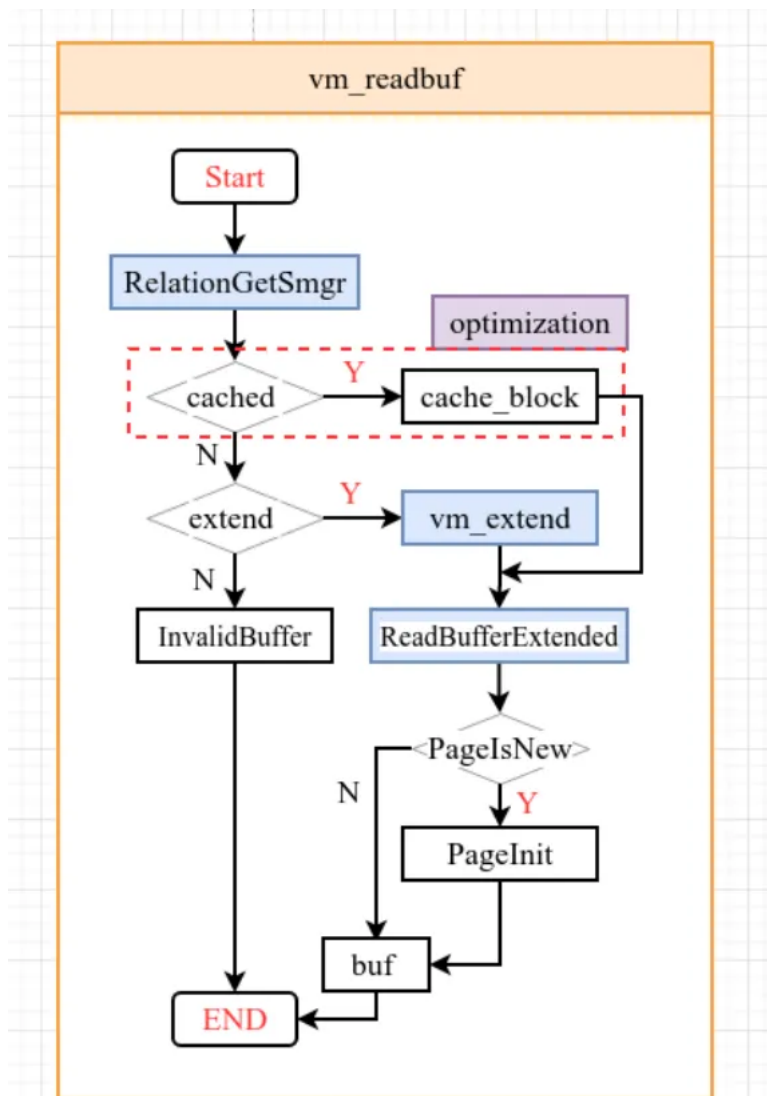 vm_readbuf
Start
RelationGetSmgr
optimization
cached
Y
cache_block
N
extend
Y
vm_extend
N
InvalidBuffer
ReadBufferExtended
PageIsNew
N
Y
PageInit
buf
END